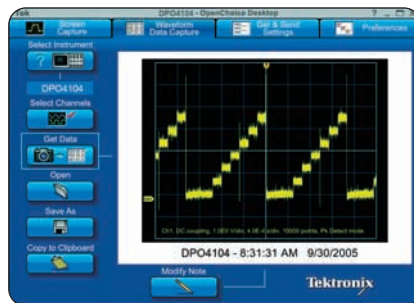 Tek
DPO4104 - OpenChoice Desktop
Screen Capture
Waveform Data Capture
Get & Send Settings
Preferences
Select Instrument
DPO4104
Select Channels
Get Data
Open
Save As
Copy to Clipboard
Ch1, DC coupling, 1.0E0 V/div, 4.0E-4 s/div, 10000 points, Pk Detect mode
DPO4104 - 8:31:31 AM 9/30/2005
Modify Note
Tektronix